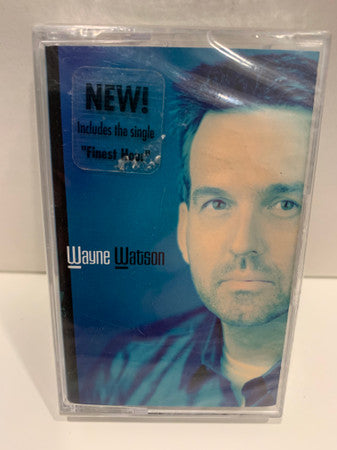 NEW!
Includes the single
"Finest Hour"
Wayne Watson